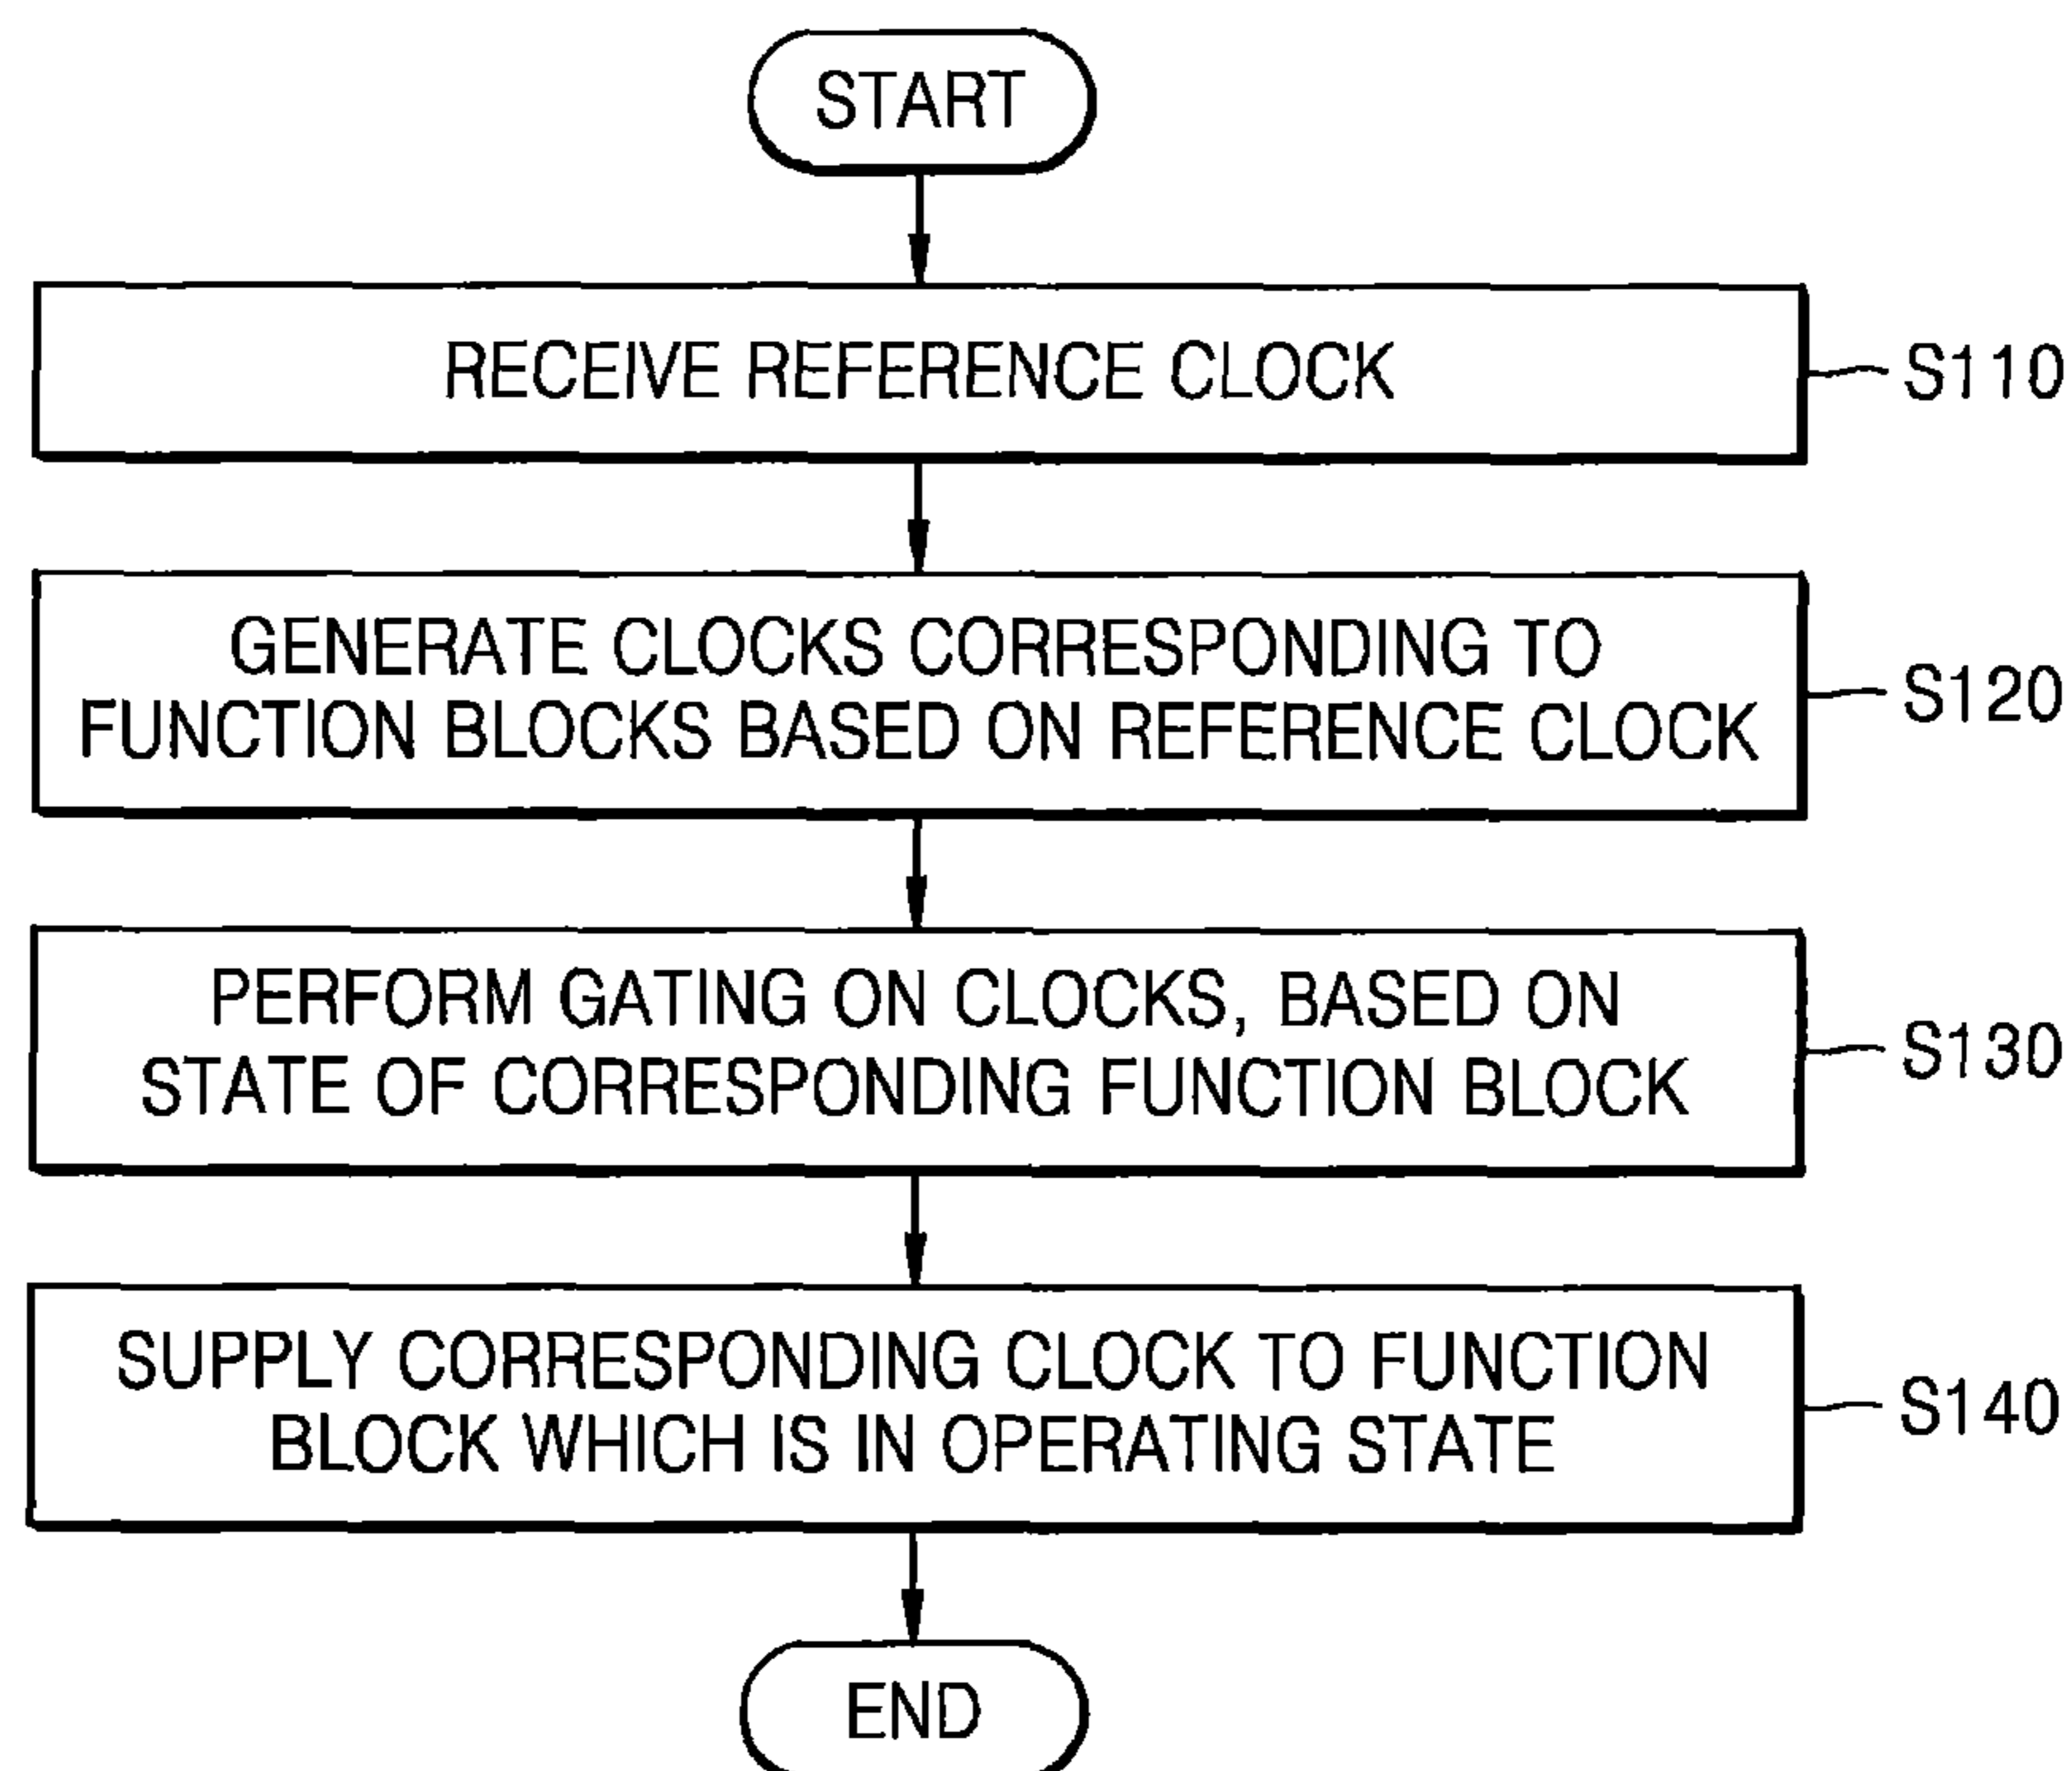 START
RECEIVE REFERENCE CLOCK
S110
GENERATE CLOCKS CORRESPONDING TO
FUNCTION BLOCKS BASED ON REFERENCE CLOCK
S120
PERFORM GATING ON CLOCKS, BASED ON
STATE OF CORRESPONDING FUNCTION BLOCK
S130
SUPPLY CORRESPONDING CLOCK TO FUNCTION
BLOCK WHICH IS IN OPERATING STATE
S140
END